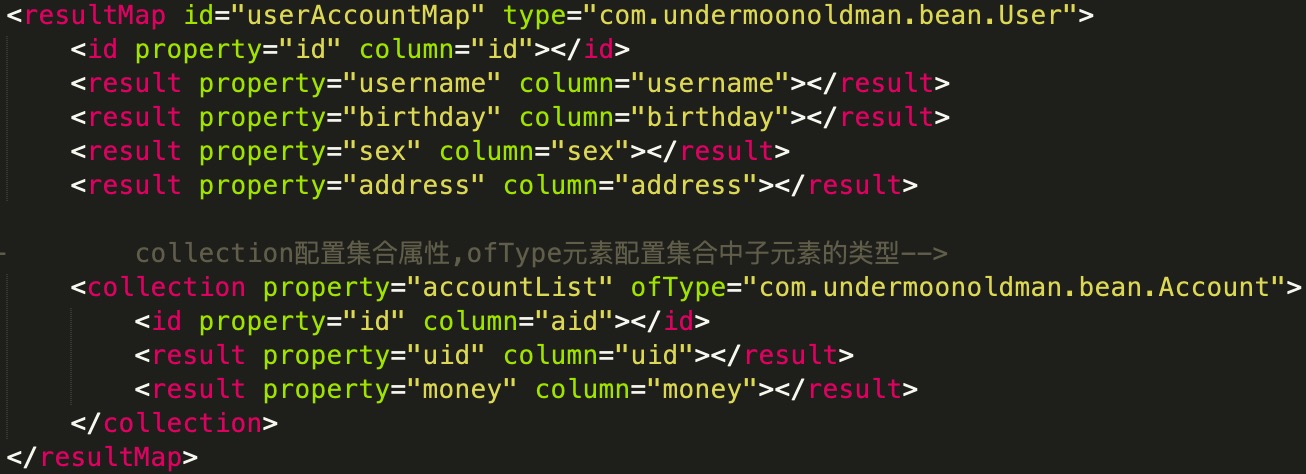 <resultMap id="userAccountMap" type="com.undermoonoldman.bean.User">
    <id property="id" column="id"></id>
    <result property="username" column="username"></result>
    <result property="birthday" column="birthday"></result>
    <result property="sex" column="sex"></result>
    <result property="address" column="address"></result>
-        collection配置集合属性,ofType元素配置集合中子元素的类型-->
    <collection property="accountList" ofType="com.undermoonoldman.bean.Account">
        <id property="id" column="aid"></id>
        <result property="uid" column="uid"></result>
        <result property="money" column="money"></result>
    </collection>
</resultMap>